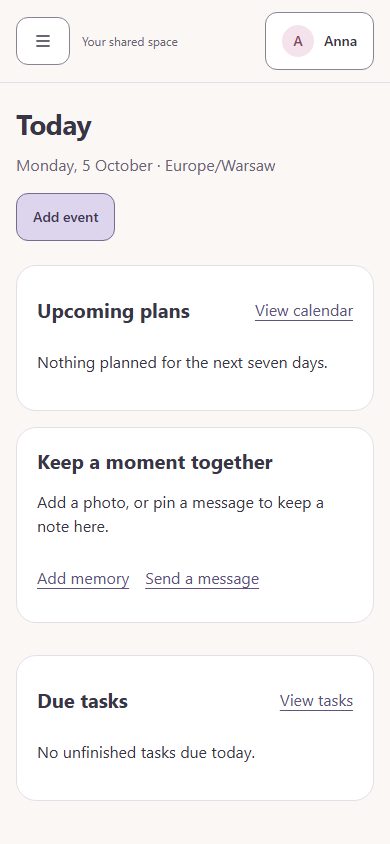 Your shared space
A
Anna
Today
Monday, 5 October · Europe/Warsaw
Add event
Upcoming plans
View calendar
Nothing planned for the next seven days.
Keep a moment together
Add a photo, or pin a message to keep a
note here.
Add memory
Send a message
Due tasks
View tasks
No unfinished tasks due today.